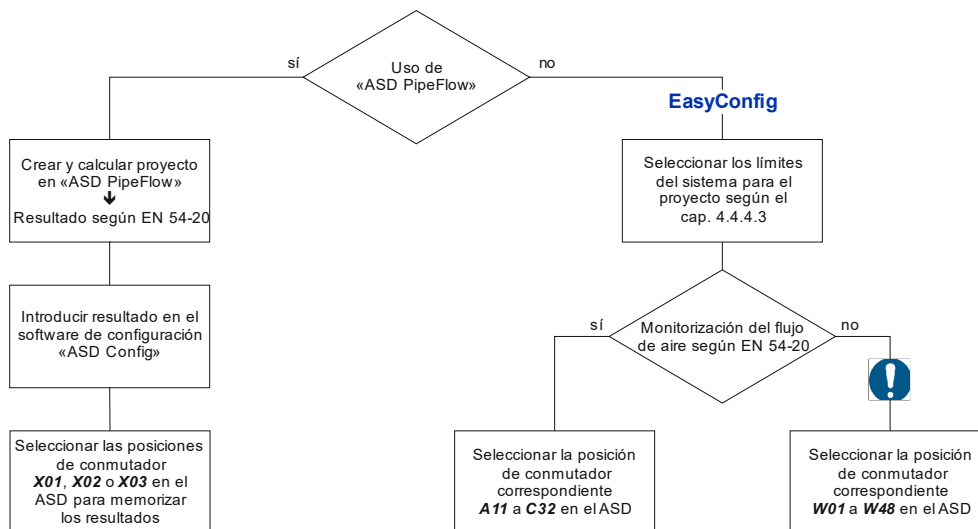 Uso de
«ASD PipeFlow»
sí
no
EasyConfig
Crear y calcular proyecto
en «ASD PipeFlow»
Resultado según EN 54-20
Introducir resultado en el
software de configuración
«ASD Config»
Seleccionar las posiciones
de conmutador
X01, X02 o X03 en el
ASD para memorizar
los resultados
Seleccionar los límites
del sistema para el
proyecto según el
cap. 4.4.4.3
Monitorización del flujo
de aire según EN 54-20
sí
no
Seleccionar la posición
de conmutador
correspondiente
A11 a C32 en el ASD
Seleccionar la posición
de conmutador
correspondiente
W01 a W48 en el ASD